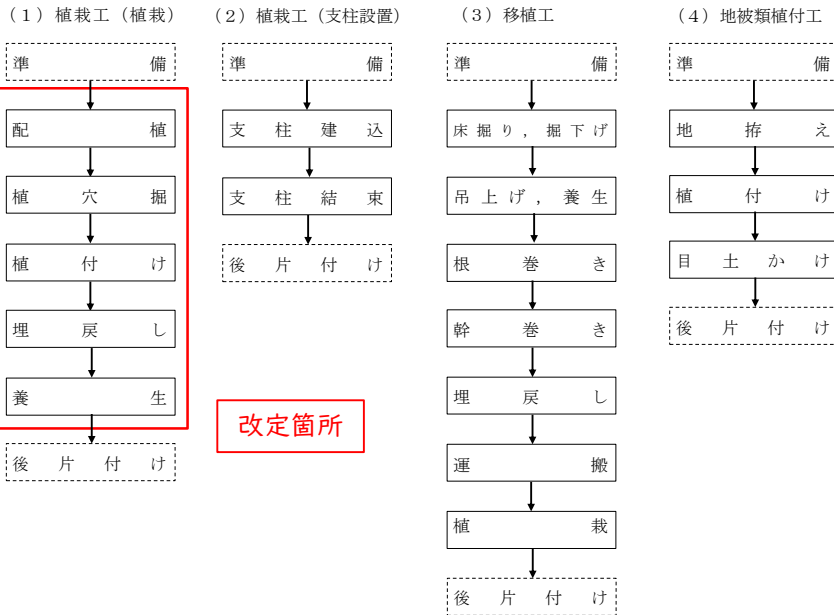 （1）植栽工（植栽）
準備
配植
植穴掘
植付け
埋戻し
養生
後片付け
（2）植栽工（支柱設置）
準備
支柱建込
支柱結束
後片付け
改定箇所
（3）移植工
準備
床掘り，掘下げ
吊上げ，養生
根巻き
幹巻き
埋戻し
運搬
植栽
後片付け
（4）地被類植付工
準備
地拵え
植付け
目土かけ
後片付け